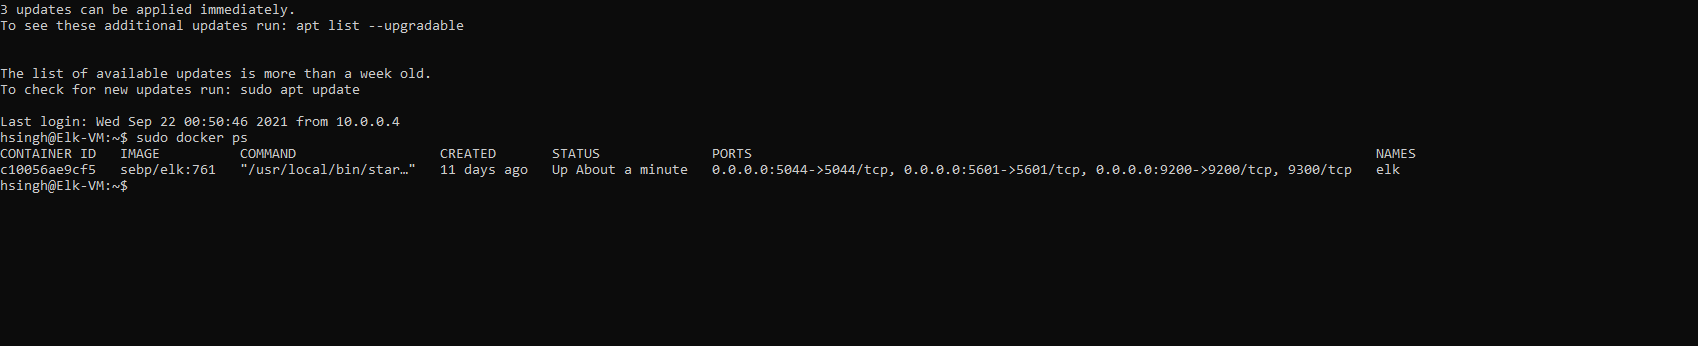 3 updates can be applied immediately.
To see these additional updates run: apt list --upgradable
The list of available updates is more than a week old.
To check for new updates run: sudo apt update
Last login: Wed Sep 22 00:50:46 2021 from 10.0.0.4
hsingh@Elk-VM:~$ sudo docker ps
CONTAINER ID   IMAGE          COMMAND                  CREATED       STATUS              PORTS                                                                              NAMES
c10056ae9cf5   sebp/elk:761   "/usr/local/bin/star…"   11 days ago   Up About a minute   0.0.0.0:5044->5044/tcp, 0.0.0.0:5601->5601/tcp, 0.0.0.0:9200->9200/tcp, 9300/tcp   elk
hsingh@Elk-VM:~$